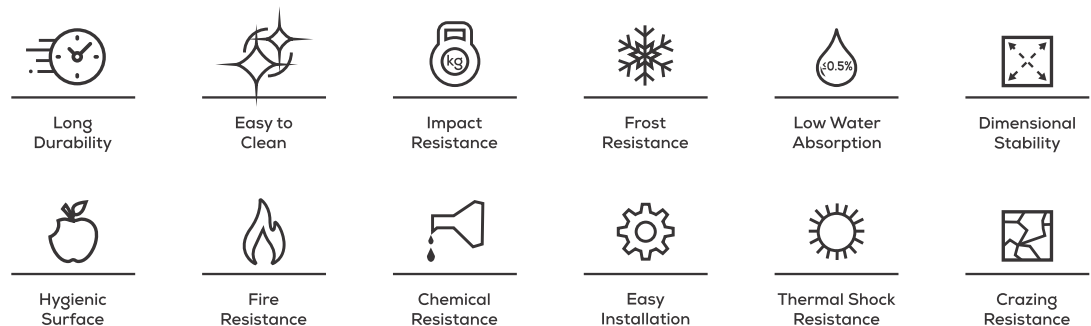 kg
≤0.5%
Long
Durability
Easy to
Clean
Impact
Resistance
Frost
Resistance
Low Water
Absorption
Dimensional
Stability
Hygienic
Surface
Fire
Resistance
Chemical
Resistance
Easy
Installation
Thermal Shock
Resistance
Crazing
Resistance